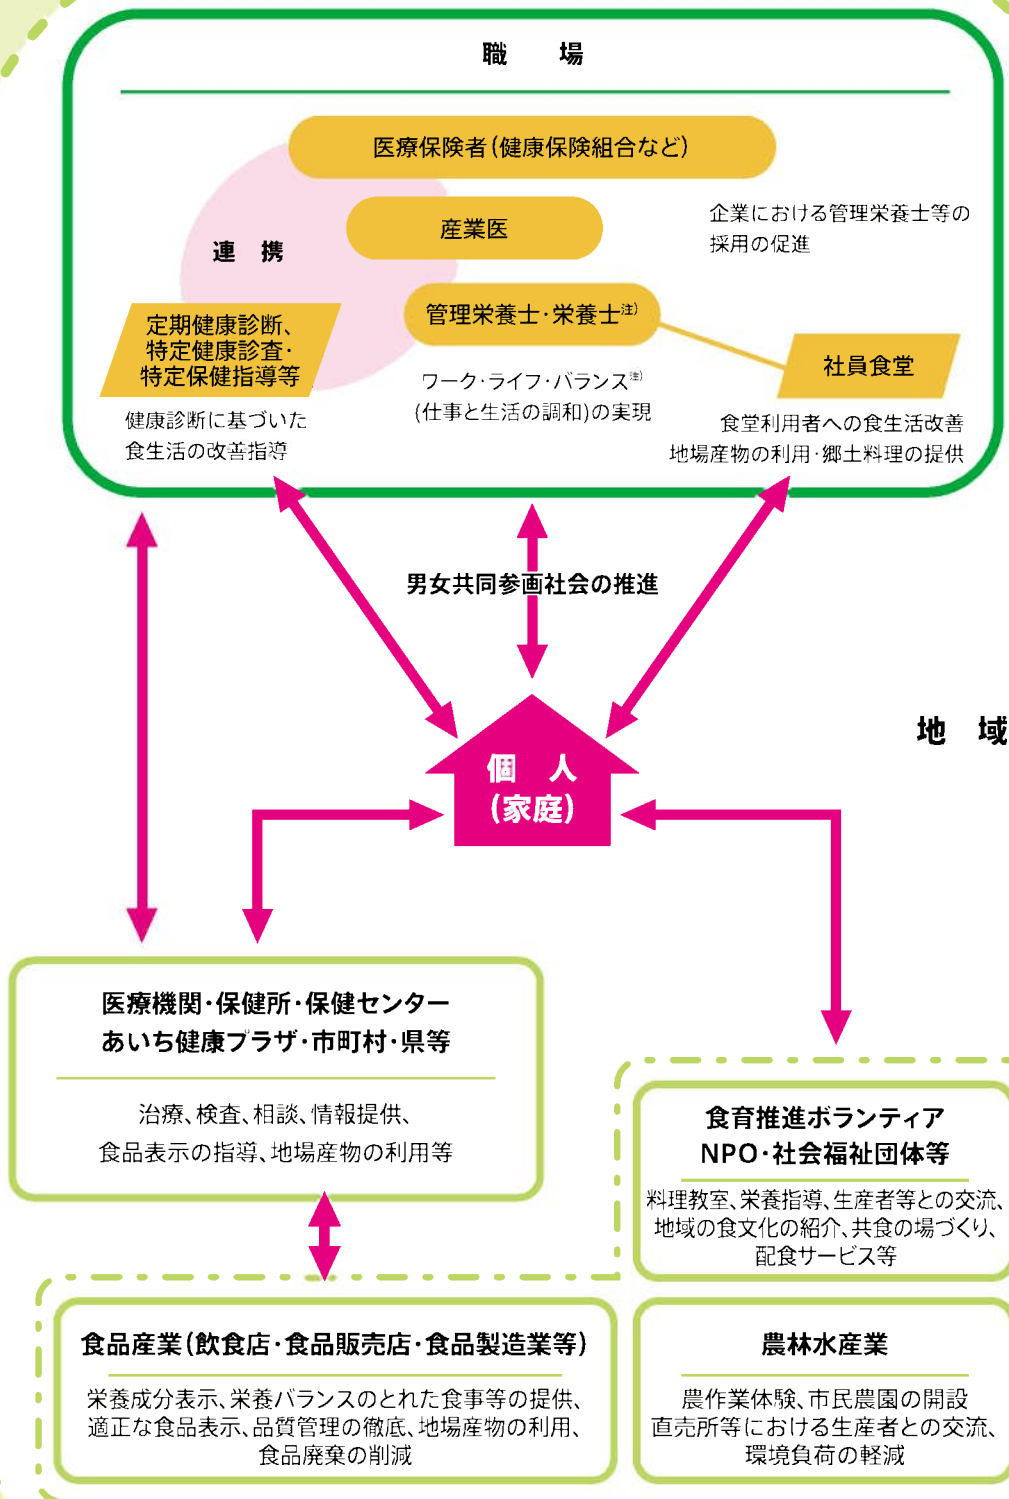 職　場
医療保険者(健康保険組合など)
産業医
企業における管理栄養士等の
採用の促進
連　携
管理栄養士・栄養士注)
定期健康診断、
特定健康診査・
特定保健指導等
社員食堂
ワーク・ライフ・バランス注)
(仕事と生活の調和)の実現
健康診断に基づいた
食生活の改善指導
食堂利用者への食生活改善
地場産物の利用・郷土料理の提供
男女共同参画社会の推進
地　域
個　人
(家庭)
医療機関・保健所・保健センター
あいち健康プラザ・市町村・県等
治療、検査、相談、情報提供、
食品表示の指導、地場産物の利用等
食育推進ボランティア
NPO・社会福祉団体等
料理教室、栄養指導、生産者等との交流、
地域の食文化の紹介、共食の場づくり、
配食サービス等
食品産業(飲食店・食品販売店・食品製造業等)
栄養成分表示、栄養バランスのとれた食事等の提供、
適正な食品表示、品質管理の徹底、地場産物の利用、
食品廃棄の削減
農林水産業
農作業体験、市民農園の開設
直売所等における生産者との交流、
環境負荷の軽減